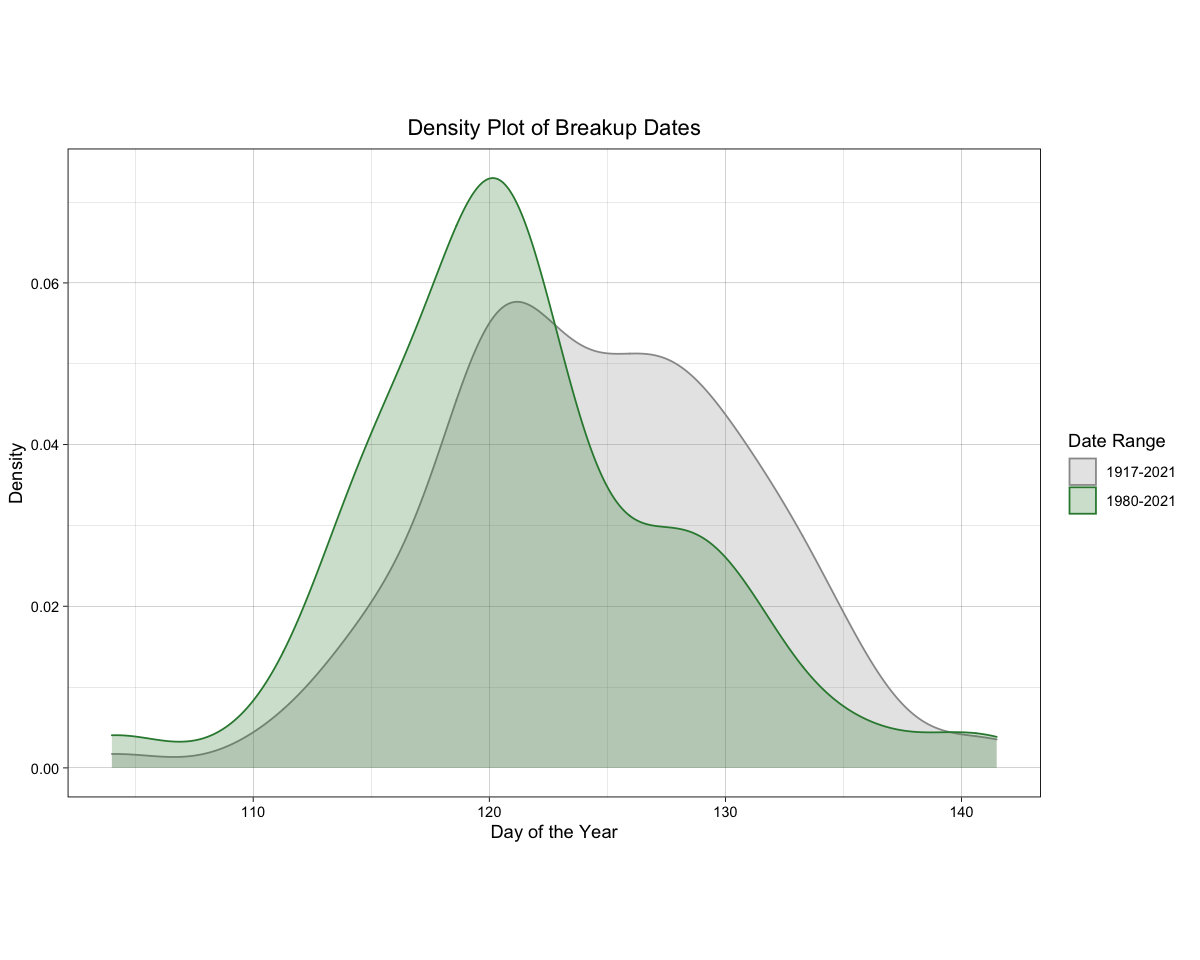 Density Plot of Breakup Dates
Density
0.06
0.04
0.02
0.00
110 120 130 140
Day of the Year
Date Range
1917-2021
1980-2021